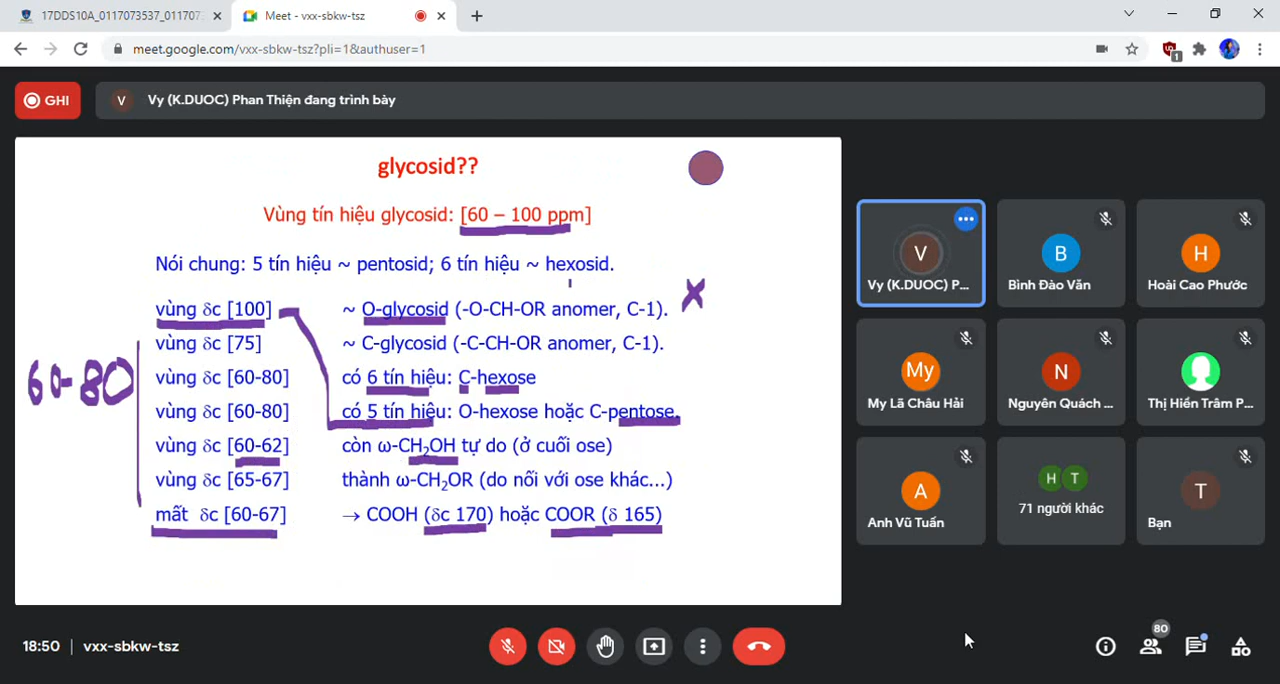 17DDS10A_0117073537_011707
Meet - vxx-sbkw-tsz
meet.google.com/vxx-sbkw-tsz?pli=1&authuser=1
1
GHI
V
Vy (K.DUOC) Phan Thiện đang trình bày
glycosid??
Vùng tín hiệu glycosid: [60 – 100 ppm]
Nói chung: 5 tín hiệu ~ pentosid; 6 tín hiệu ~ hexosid.
vùng δc [100] ~ O-glycosid (-O-CH-OR anomer, C-1).
vùng δc [75] ~ C-glycosid (-C-CH-OR anomer, C-1).
60-80
vùng δc [60-80] có 6 tín hiệu: C-hexose
vùng δc [60-80] có 5 tín hiệu: O-hexose hoặc C-pentose.
vùng δc [60-62] còn ω-CH₂OH tự do (ở cuối ose)
vùng δc [65-67] thành ω-CH₂OR (do nối với ose khác...)
mất δc [60-67] → COOH (δc 170) hoặc COOR (δ 165)
V
Vy (K.DUOC) P...
B
Bình Đào Văn
H
Hoài Cao Phước
My
My Lã Châu Hải
N
Nguyên Quách ...
Thị Hiền Trâm P...
A
Anh Vũ Tuấn
H T
71 người khác
T
Bạn
18:50 | vxx-sbkw-tsz
80